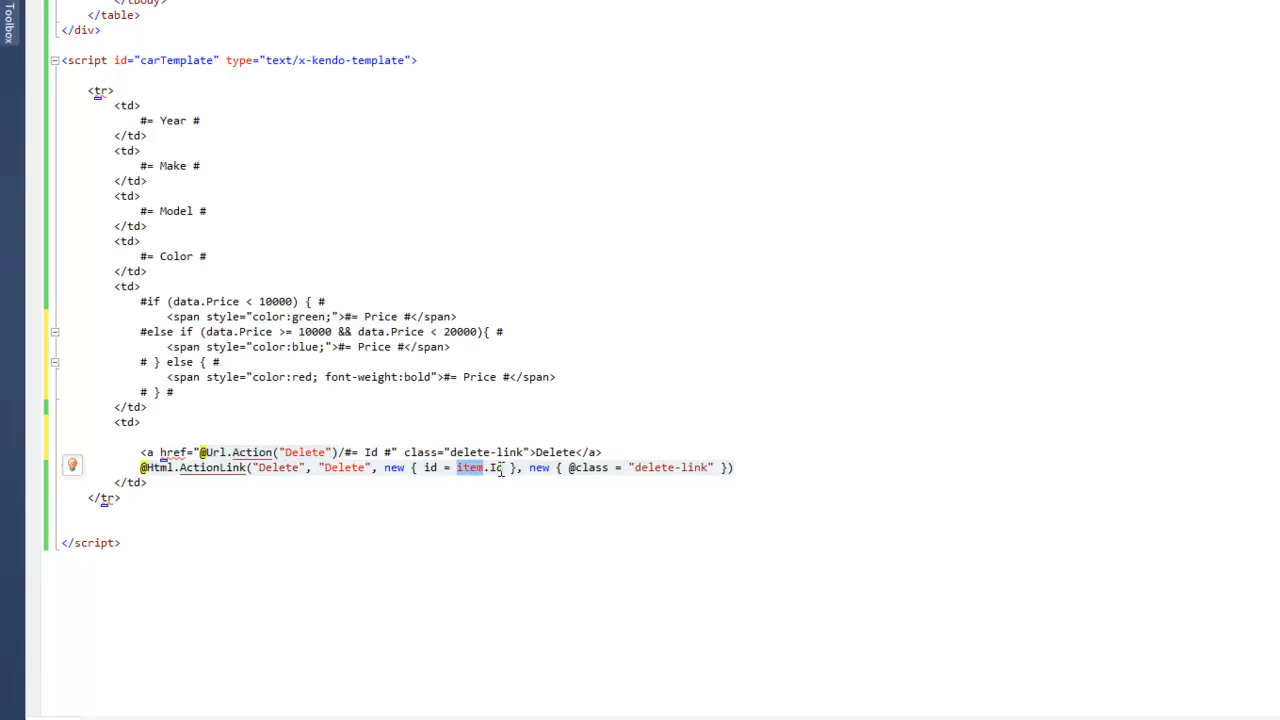 Toolbox
</tbody>
</table>
</div>
<script id="carTemplate" type="text/x-kendo-template">
<tr>
<td>
#= Year #
</td>
<td>
#= Make #
</td>
<td>
#= Model #
</td>
<td>
#= Color #
</td>
<td>
#if (data.Price < 10000) { #
<span style="color:green;">#= Price #</span>
#else if (data.Price >= 10000 && data.Price < 20000){ #
<span style="color:blue;">#= Price #</span>
# } else { #
<span style="color:red; font-weight:bold">#= Price #</span>
# } #
</td>
<td>
<a href="@Url.Action("Delete")/#= Id #" class="delete-link">Delete</a>
@Html.ActionLink("Delete", "Delete", new { id = item.Id }, new { @class = "delete-link" })
</td>
</tr>
</script>